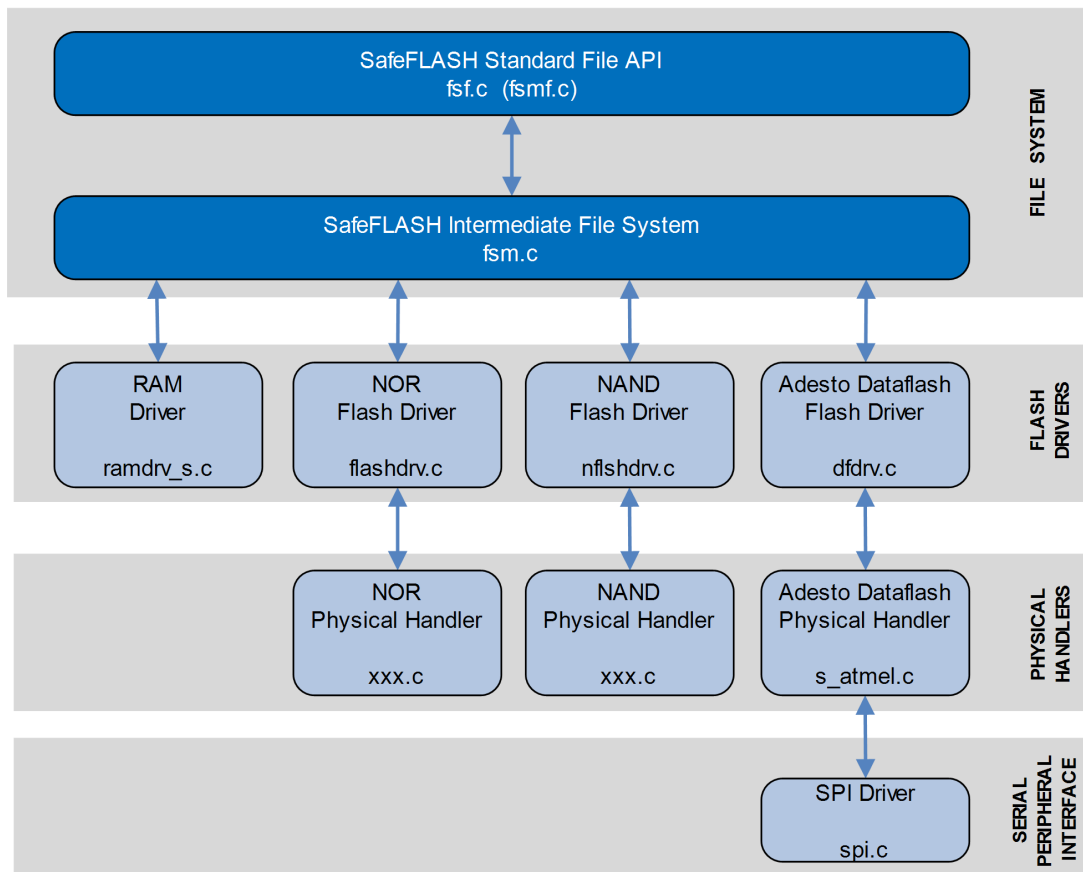 SafeFLASH Standard File API
fsf.c (fsmf.c)
FILE SYSTEM
SafeFLASH Intermediate File System
fsm.c
RAM
Driver
ramdrv_s.c
NOR
Flash Driver
flashdrv.c
NAND
Flash Driver
nflshdrv.c
Adesto Dataflash
Flash Driver
dfdrv.c
FLASH
DRIVERS
NOR
Physical Handler
xxx.c
NAND
Physical Handler
xxx.c
Adesto Dataflash
Physical Handler
s_atmel.c
PHYSICAL
HANDLERS
SPI Driver
spi.c
SERIAL
PERIPHERAL
INTERFACE